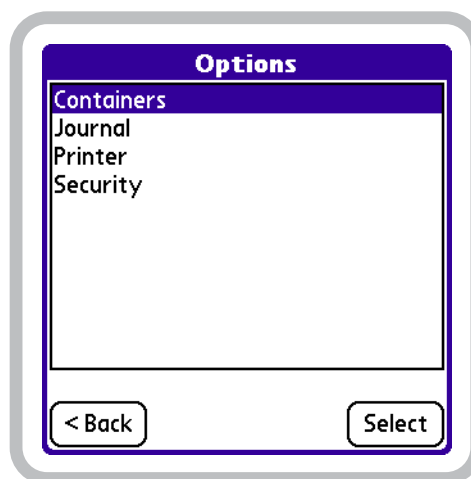 Options
Containers
Journal
Printer
Security
< Back
Select